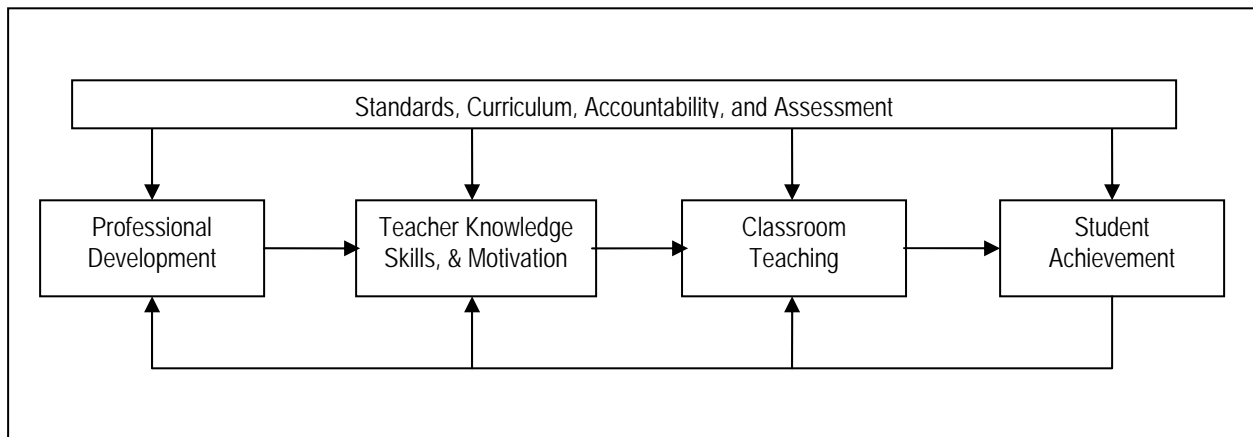 Standards, Curriculum, Accountability, and Assessment
Professional
Development
Teacher Knowledge
Skills, & Motivation
Classroom
Teaching
Student
Achievement